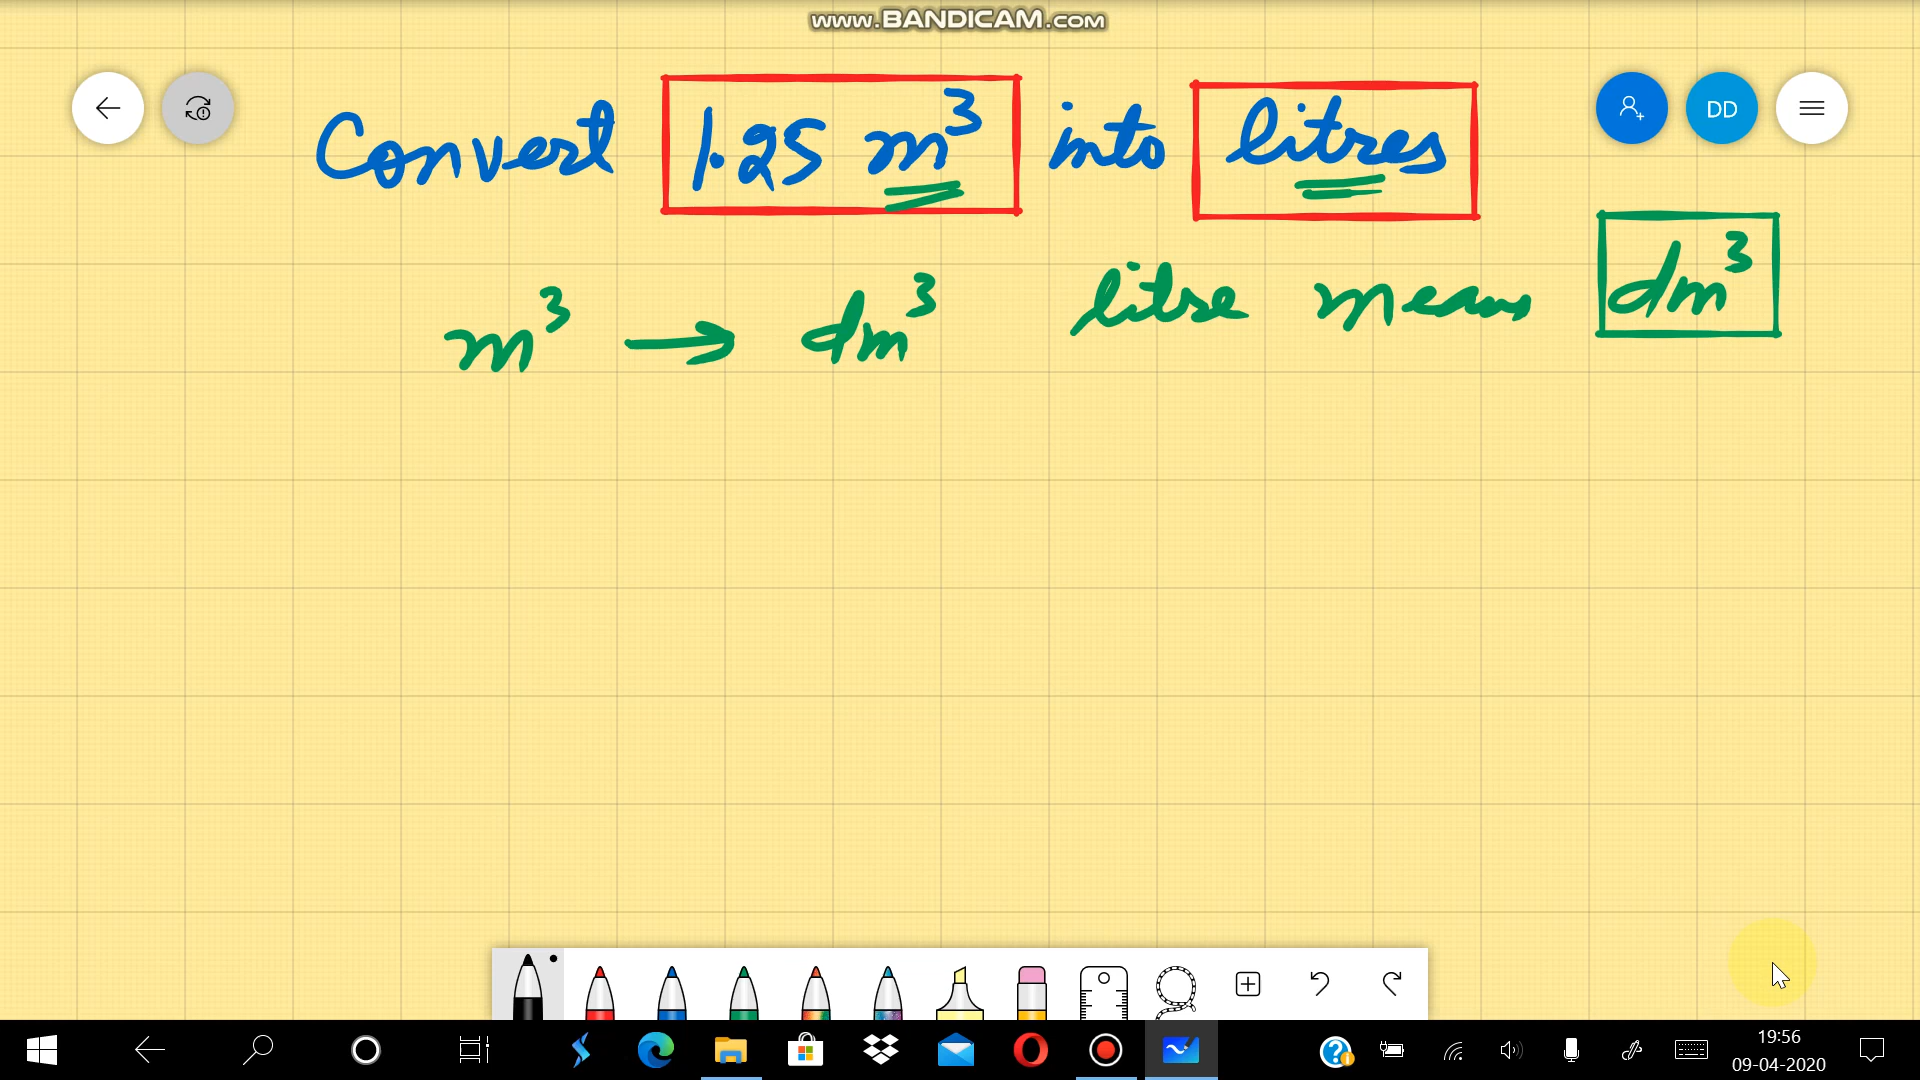 www.BANDICAM.com
Convert 1.25 m³ into litres
DD
m³ → dm³ litre means dm³
19:56
09-04-2020